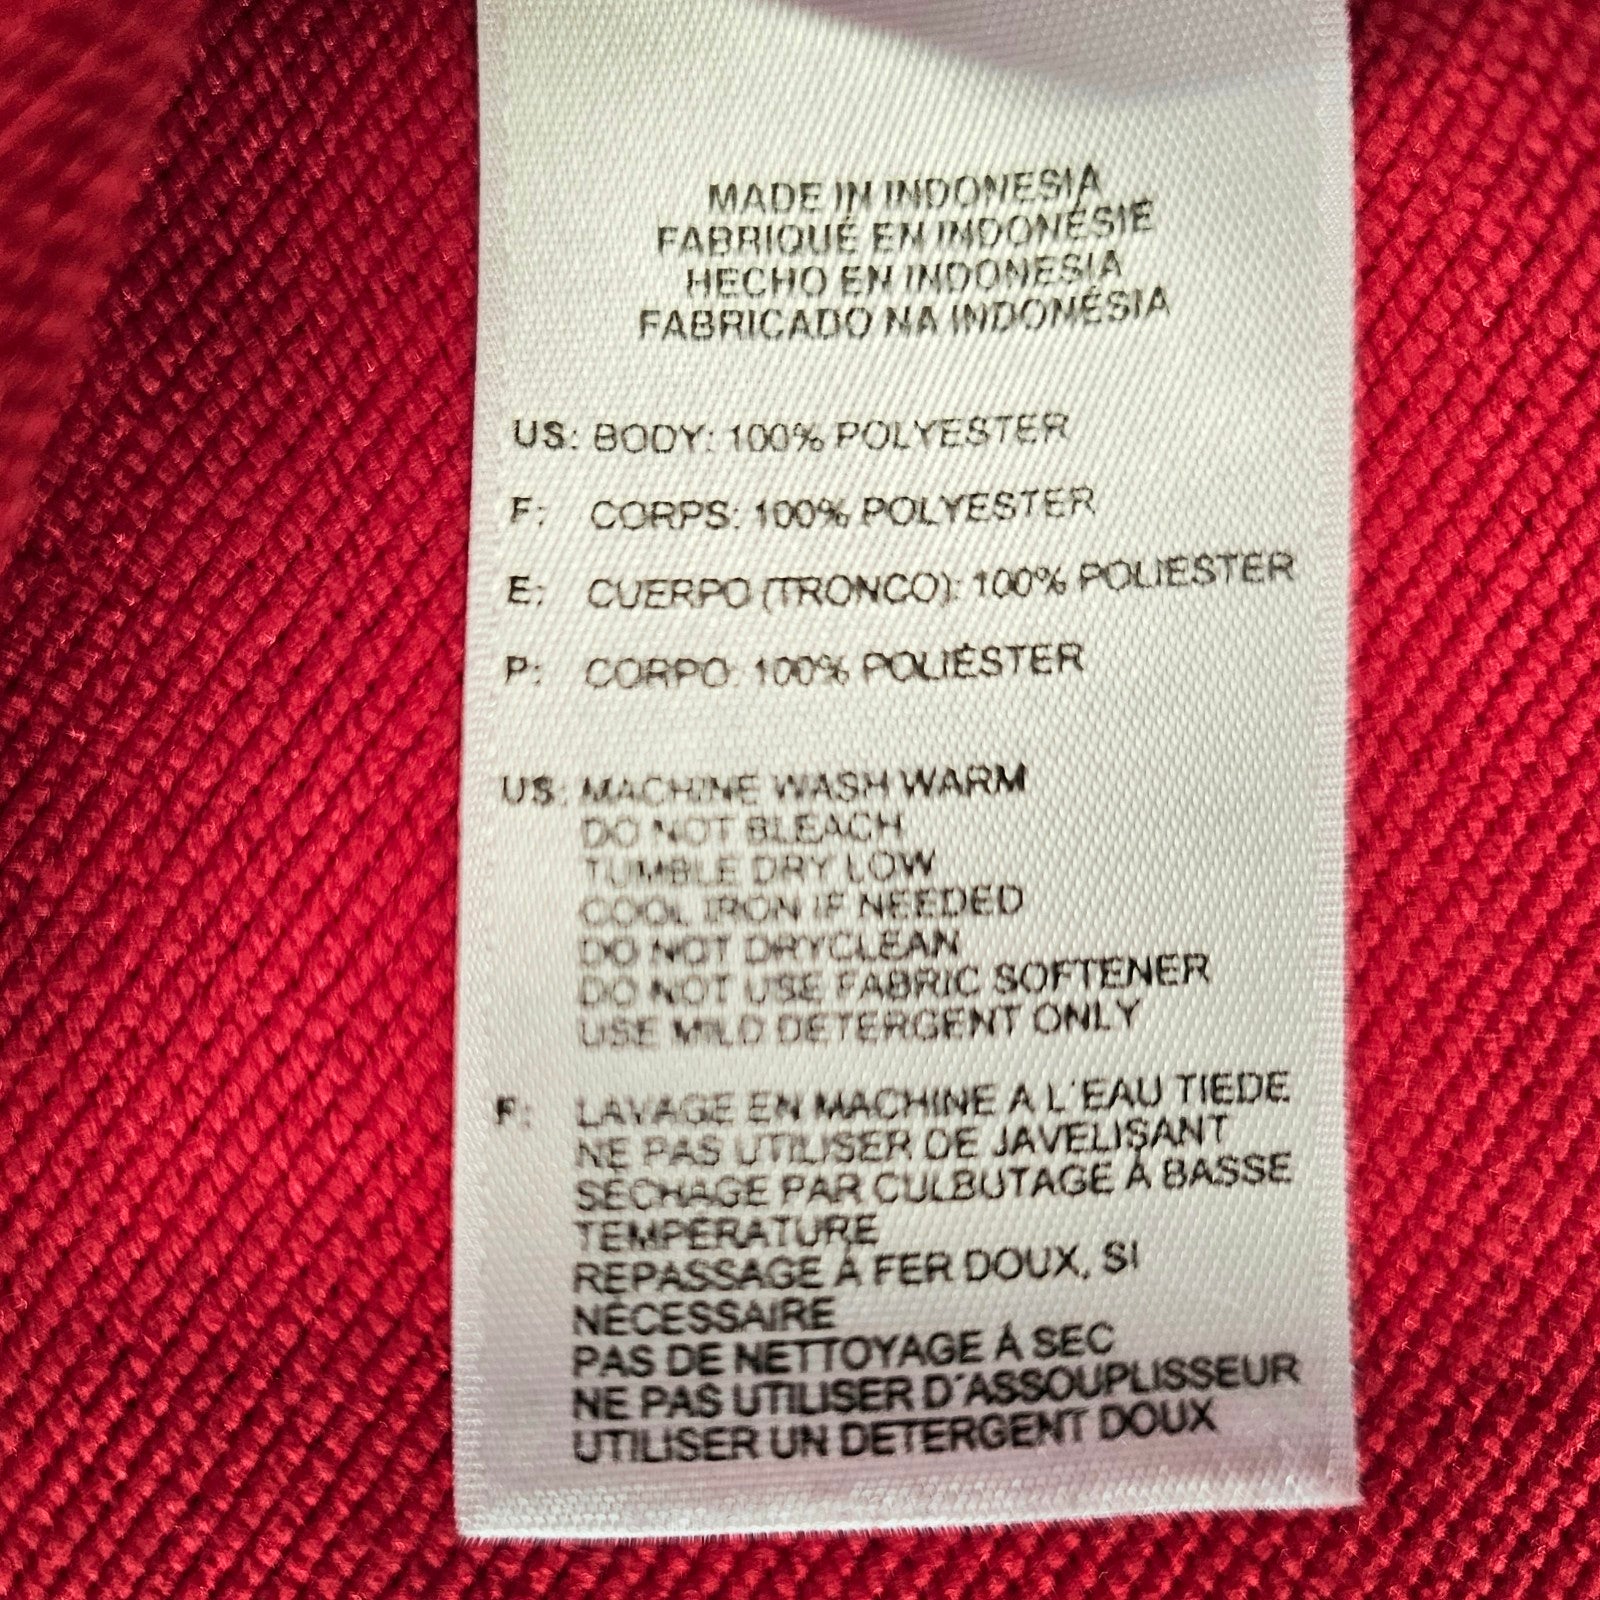 MADE IN INDONESIA
FABRIQUÉ EN INDONÉSIE
HECHO EN INDONESIA
FABRICADO NA INDONÉSIA
US: BODY: 100% POLYESTER
F: CORPS: 100% POLYESTER
E: CUERPO (TRONCO): 100% POLIESTER
P: CORPO: 100% POLIÉSTER
US: MACHINE WASH WARM
DO NOT BLEACH
TUMBLE DRY LOW
COOL IRON IF NEEDED
DO NOT DRYCLEAN
DO NOT USE FABRIC SOFTENER
USE MILD DETERGENT ONLY
F: LAVAGE EN MACHINE A L'EAU TIEDE
NE PAS UTILISER DE JAVELISANT
SÉCHAGE PAR CULBUTAGE À BASSE
TEMPÉRATURE
REPASSAGE À FER DOUX, SI
NÉCESSAIRE
PAS DE NETTOYAGE À SEC
NE PAS UTILISER D'ASSOUPLISSEUR
UTILISER UN DETERGENT DOUX